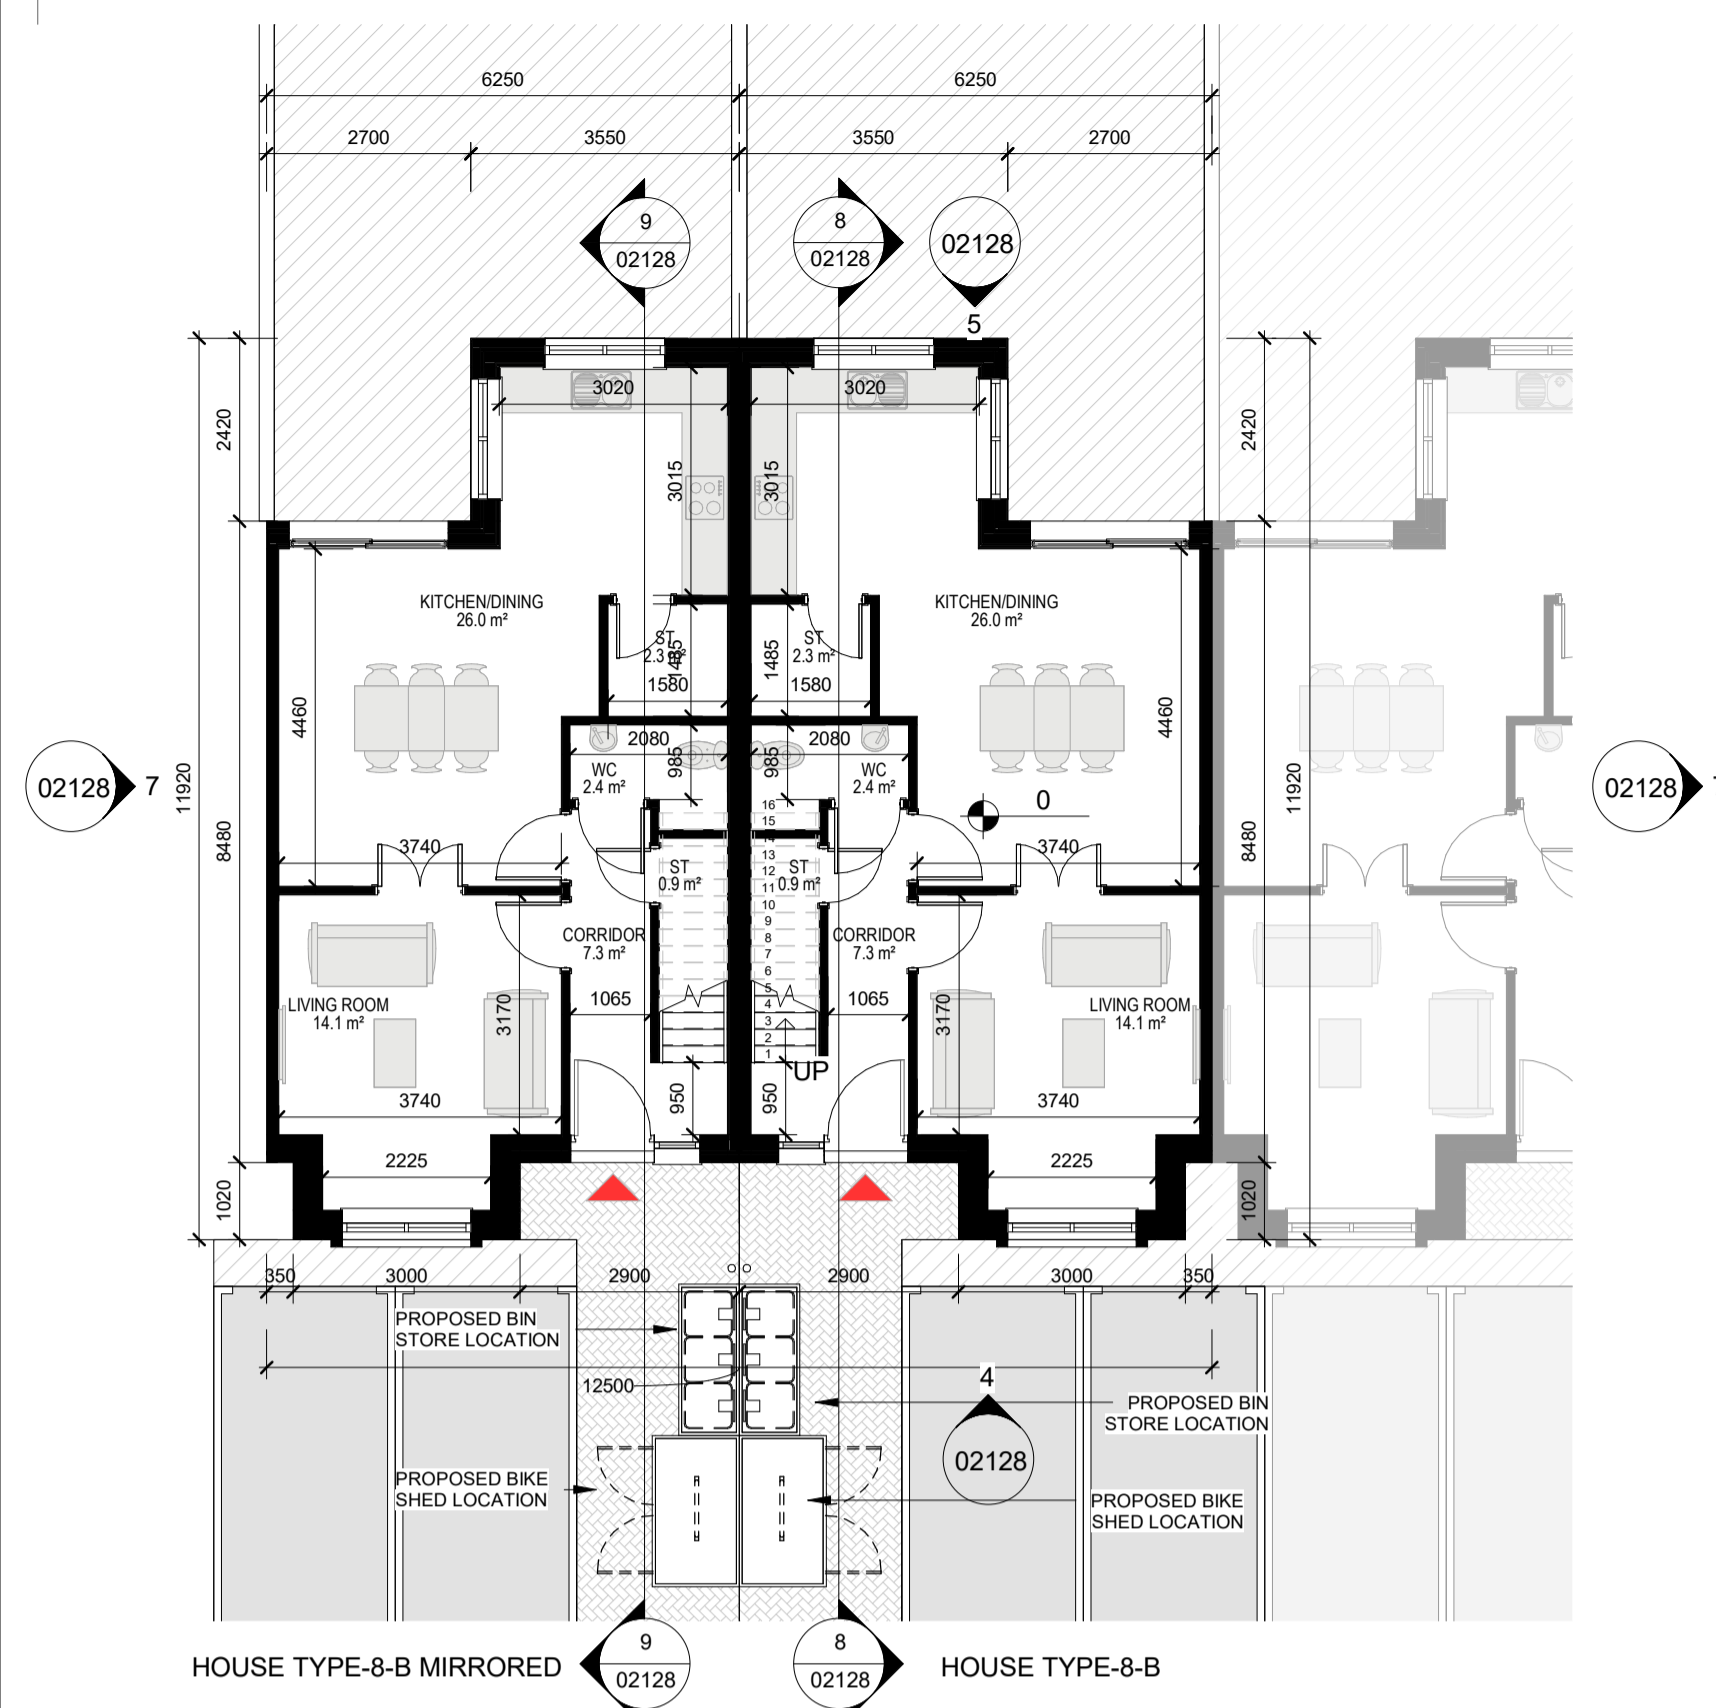 6250
6250
2700
3550
3550
2700
9
02128
8
02128
02128
5
3020
3020
2420
2420
3015
3015
KITCHEN/DINING
26.0 m²
KITCHEN/DINING
26.0 m²
ST
2.3 m²
ST
2.3 m²
1485
1485
1580
1580
4460
4460
2080
2080
985
985
WC
2.4 m²
WC
2.4 m²
02128
7
11920
8480
0
11920
8480
02128
3740
3740
16
15
14
13
12
11
10
9
8
7
6
5
4
3
2
1
ST
0.9 m²
ST
0.9 m²
CORRIDOR
7.3 m²
CORRIDOR
7.3 m²
1065
1065
LIVING ROOM
14.1 m²
LIVING ROOM
14.1 m²
3170
3170
UP
950
950
3740
3740
2225
2225
1020
1020
350
3000
2900
2900
3000
350
PROPOSED BIN
STORE LOCATION
12500
4
02128
PROPOSED BIN
STORE LOCATION
PROPOSED BIKE
SHED LOCATION
PROPOSED BIKE
SHED LOCATION
HOUSE TYPE-8-B MIRRORED
9
02128
8
02128
HOUSE TYPE-8-B